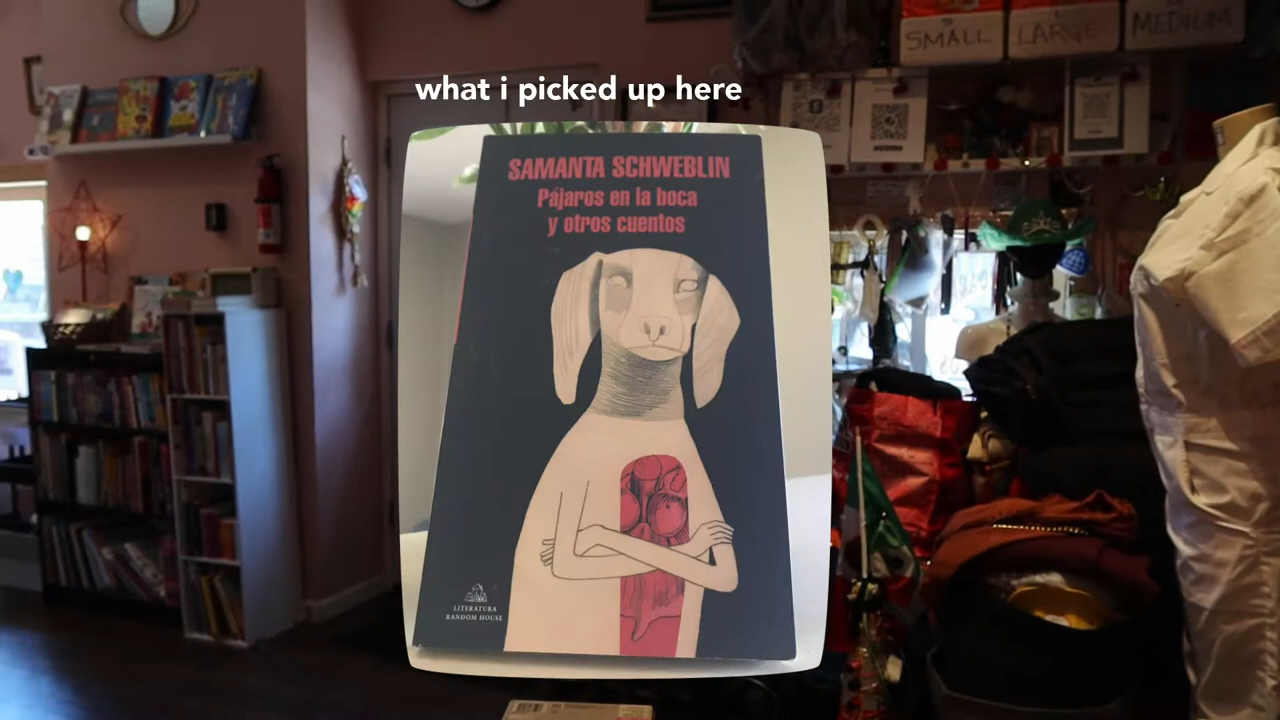 SMALL
LARGE
MEDIUM
what i picked up here
SAMANTA SCHWEBLIN
Pájaros en la boca
y otros cuentos
LITERATURA
RANDOM HOUSE